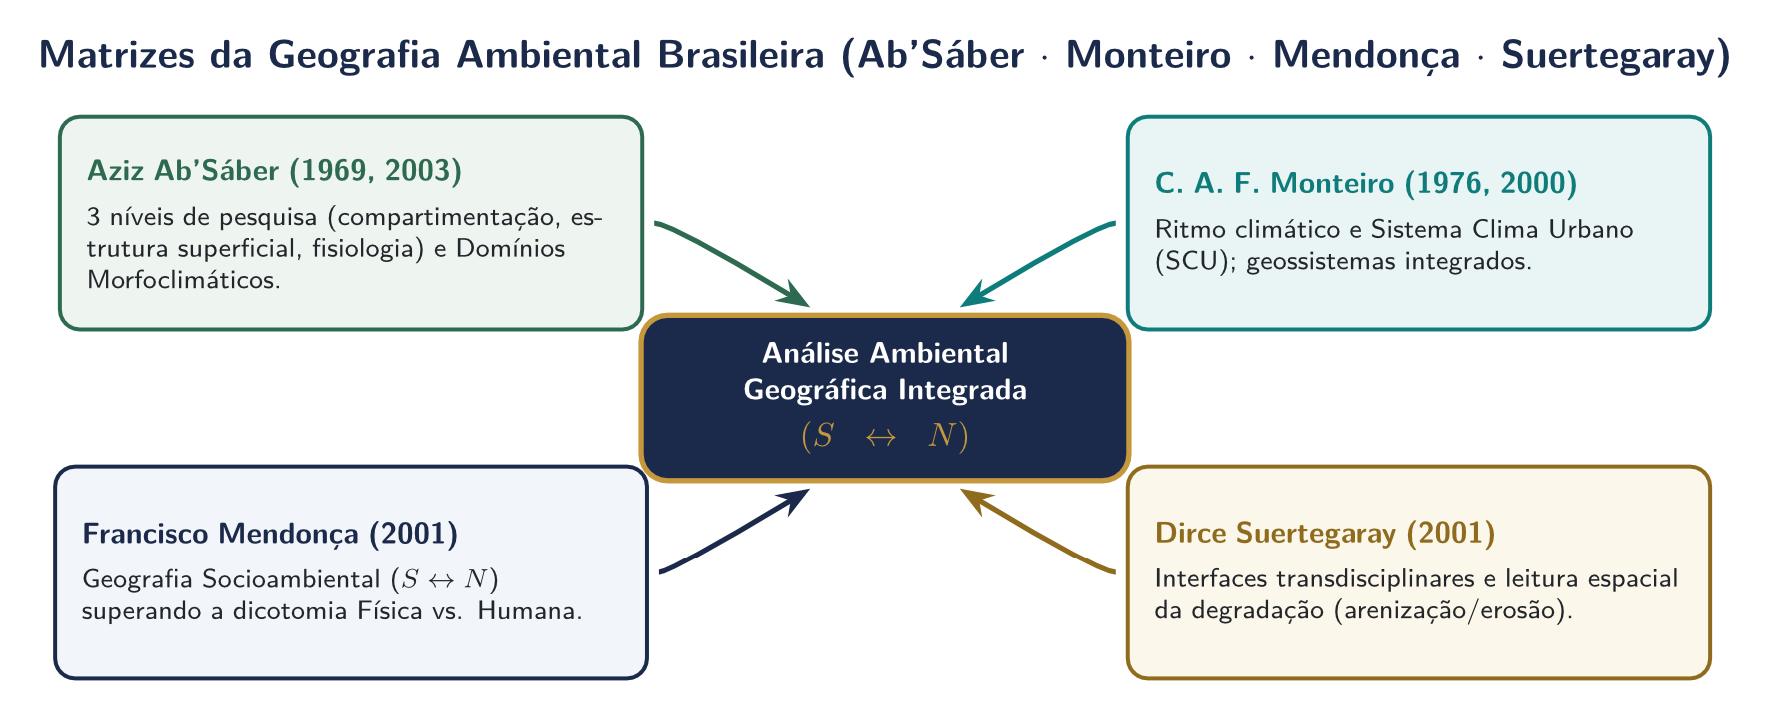 Matrizes da Geografia Ambiental Brasileira (Ab'Sáber · Monteiro · Mendonça · Suertegaray)
Aziz Ab'Sáber (1969, 2003)
3 níveis de pesquisa (compartimentação, es-
trutura superficial, fisiologia) e Domínios
Morfoclimáticos.
C. A. F. Monteiro (1976, 2000)
Ritmo climático e Sistema Clima Urbano
(SCU); geossistemas integrados.
Análise Ambiental
Geográfica Integrada
(S ↔ N)
Francisco Mendonça (2001)
Geografia Socioambiental (S ↔ N)
superando a dicotomia Física vs. Humana.
Dirce Suertegaray (2001)
Interfaces transdisciplinares e leitura espacial
da degradação (arenização/erosão).